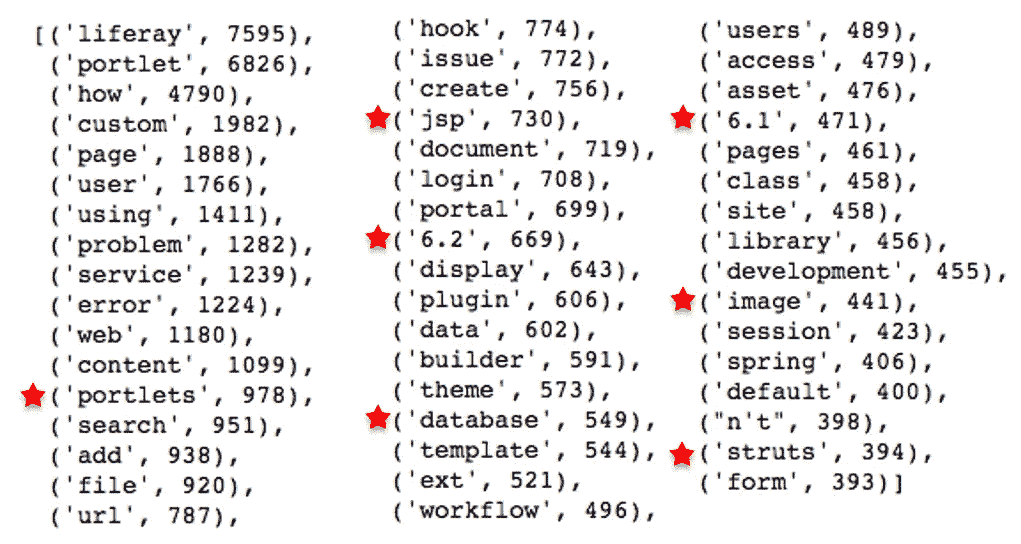 [('liferay', 7595),
('portlet', 6826),
('how', 4790),
('custom', 1982),
('page', 1888),
('user', 1766),
('using', 1411),
('problem', 1282),
('service', 1239),
('error', 1224),
('web', 1180),
('content', 1099),
('portlets', 978),
('search', 951),
('add', 938),
('file', 920),
('url', 787),
('hook', 774),
('issue', 772),
('create', 756),
('jsp', 730),
('document', 719),
('login', 708),
('portal', 699),
('6.2', 669),
('display', 643),
('plugin', 606),
('data', 602),
('builder', 591),
('theme', 573),
('database', 549),
('template', 544),
('ext', 521),
('workflow', 496),
('users', 489),
('access', 479),
('asset', 476),
('6.1', 471),
('pages', 461),
('class', 458),
('site', 458),
('library', 456),
('development', 455),
('image', 441),
('session', 423),
('spring', 406),
('default', 400),
("n't", 398),
('struts', 394),
('form', 393)]